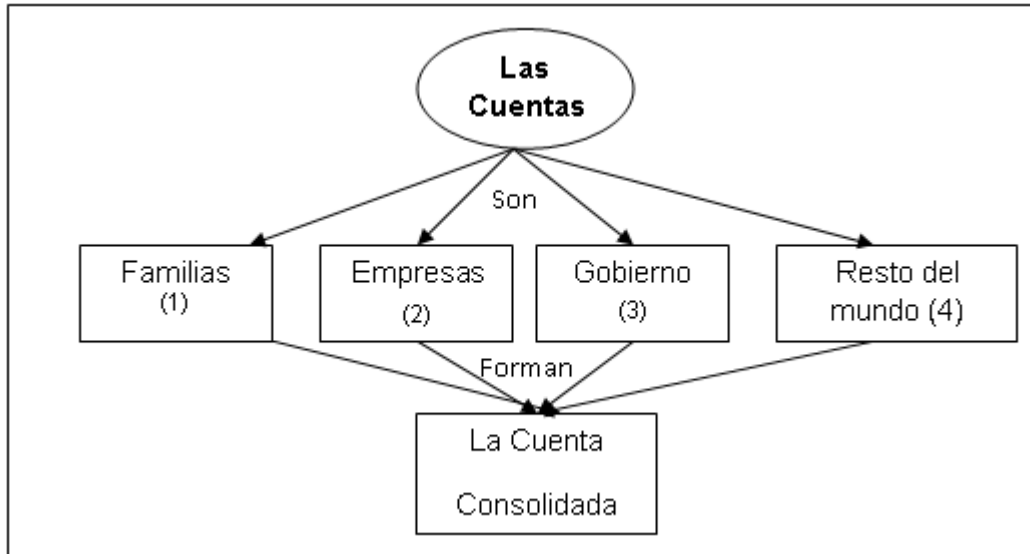 Las
Cuentas
Son
Familias
(1)
Empresas
(2)
Gobierno
(3)
Resto del
mundo (4)
Forman
La Cuenta
Consolidada